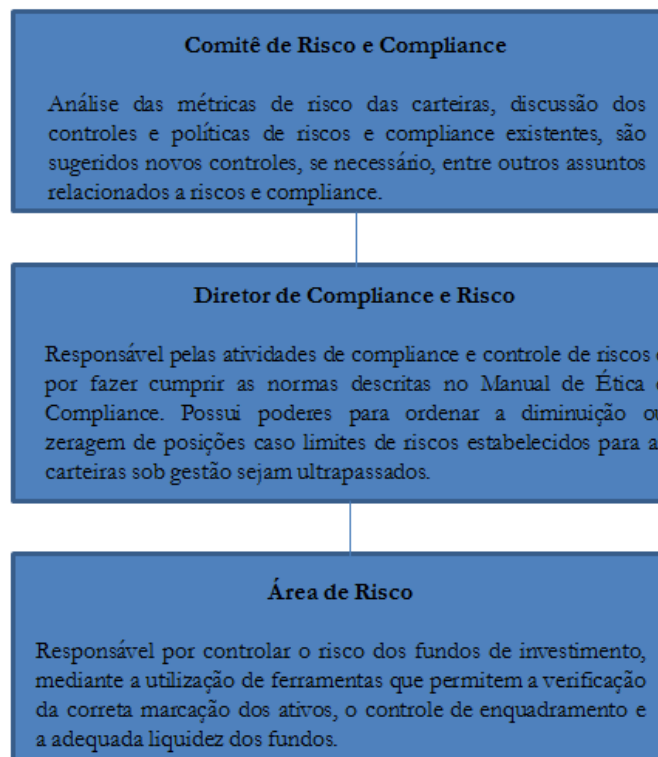 Comitê de Risco e Compliance
Análise das métricas de risco das carteiras, discussão dos
controles e políticas de riscos e compliance existentes, são
sugeridos novos controles, se necessário, entre outros assuntos
relacionados a riscos e compliance.
Diretor de Compliance e Risco
Responsável pelas atividades de compliance e controle de riscos e
por fazer cumprir as normas descritas no Manual de Ética e
Compliance. Possui poderes para ordenar a diminuição ou
zeragem de posições caso limites de riscos estabelecidos para a
carteiras sob gestão sejam ultrapassados.
Área de Risco
Responsável por controlar o risco dos fundos de investimento,
mediante a utilização de ferramentas que permitem a verificação
da correta marcação dos ativos, o controle de enquadramento e
a adequada liquidez dos fundos.